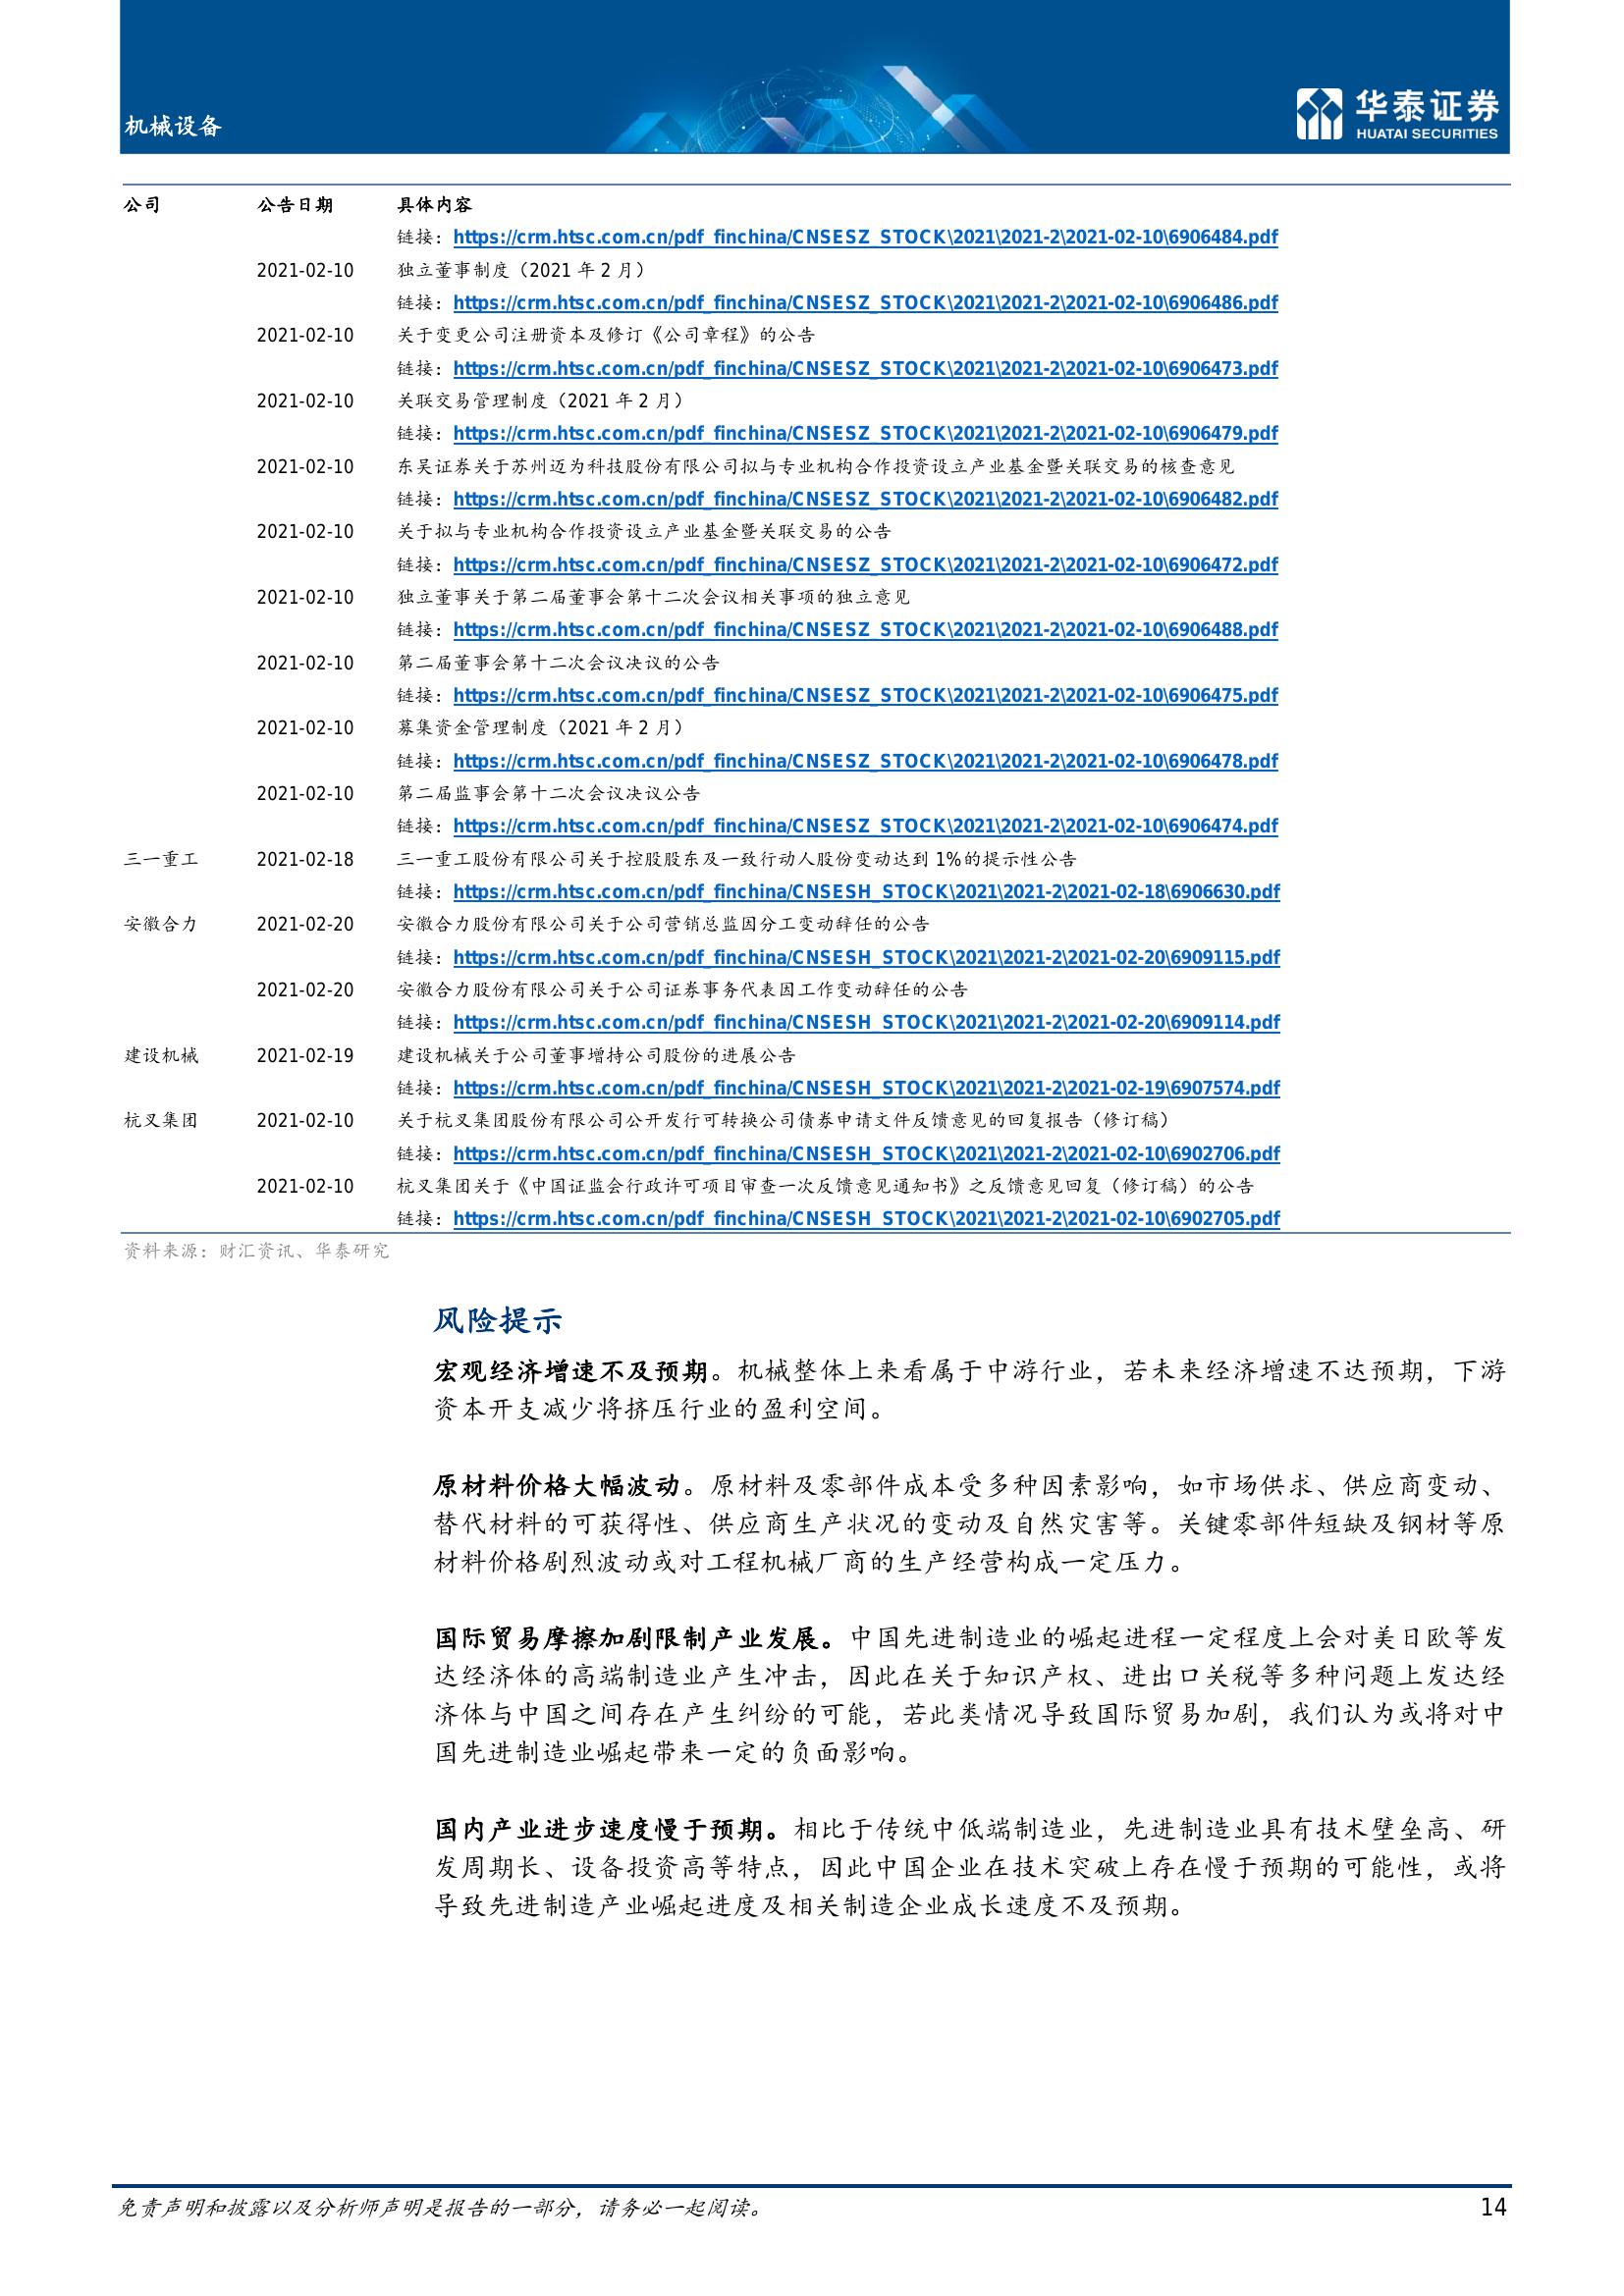 机械设备
华泰证券
HUATAI SECURITIES
公司 公告日期 具体内容
链接：https://crm.htsc.com.cn/pdf_finchina/CNSESZ_STOCK\2021\2021-2\2021-02-10\6906484.pdf
2021-02-10 独立董事制度（2021 年 2 月）
链接：https://crm.htsc.com.cn/pdf_finchina/CNSESZ_STOCK\2021\2021-2\2021-02-10\6906486.pdf
2021-02-10 关于变更公司注册资本及修订《公司章程》的公告
链接：https://crm.htsc.com.cn/pdf_finchina/CNSESZ_STOCK\2021\2021-2\2021-02-10\6906473.pdf
2021-02-10 关联交易管理制度（2021 年 2 月）
链接：https://crm.htsc.com.cn/pdf_finchina/CNSESZ_STOCK\2021\2021-2\2021-02-10\6906479.pdf
2021-02-10 东吴证券关于苏州迈为科技股份有限公司拟与专业机构合作投资设立产业基金暨关联交易的核查意见
链接：https://crm.htsc.com.cn/pdf_finchina/CNSESZ_STOCK\2021\2021-2\2021-02-10\6906482.pdf
2021-02-10 关于拟与专业机构合作投资设立产业基金暨关联交易的公告
链接：https://crm.htsc.com.cn/pdf_finchina/CNSESZ_STOCK\2021\2021-2\2021-02-10\6906472.pdf
2021-02-10 独立董事关于第二届董事会第十二次会议相关事项的独立意见
链接：https://crm.htsc.com.cn/pdf_finchina/CNSESZ_STOCK\2021\2021-2\2021-02-10\6906488.pdf
2021-02-10 第二届董事会第十二次会议决议的公告
链接：https://crm.htsc.com.cn/pdf_finchina/CNSESZ_STOCK\2021\2021-2\2021-02-10\6906475.pdf
2021-02-10 募集资金管理制度（2021 年 2 月）
链接：https://crm.htsc.com.cn/pdf_finchina/CNSESZ_STOCK\2021\2021-2\2021-02-10\6906478.pdf
2021-02-10 第二届监事会第十二次会议决议公告
链接：https://crm.htsc.com.cn/pdf_finchina/CNSESZ_STOCK\2021\2021-2\2021-02-10\6906474.pdf
三一重工 2021-02-18 三一重工股份有限公司关于控股股东及一致行动人股份变动达到 1%的提示性公告
链接：https://crm.htsc.com.cn/pdf_finchina/CNSESH_STOCK\2021\2021-2\2021-02-18\6906630.pdf
安徽合力 2021-02-20 安徽合力股份有限公司关于公司营销总监因分工变动辞任的公告
链接：https://crm.htsc.com.cn/pdf_finchina/CNSESH_STOCK\2021\2021-2\2021-02-20\6909115.pdf
2021-02-20 安徽合力股份有限公司关于公司证券事务代表因工作变动辞任的公告
链接：https://crm.htsc.com.cn/pdf_finchina/CNSESH_STOCK\2021\2021-2\2021-02-20\6909114.pdf
建设机械 2021-02-19 建设机械关于公司董事增持公司股份的进展公告
链接：https://crm.htsc.com.cn/pdf_finchina/CNSESH_STOCK\2021\2021-2\2021-02-19\6907574.pdf
杭叉集团 2021-02-10 关于杭叉集团股份有限公司公开发行可转换公司债券申请文件反馈意见的回复报告（修订稿）
链接：https://crm.htsc.com.cn/pdf_finchina/CNSESH_STOCK\2021\2021-2\2021-02-10\6902706.pdf
2021-02-10 杭叉集团关于《中国证监会行政许可项目审查一次反馈意见通知书》之反馈意见回复（修订稿）的公告
链接：https://crm.htsc.com.cn/pdf_finchina/CNSESH_STOCK\2021\2021-2\2021-02-10\6902705.pdf
资料来源：财汇资讯、华泰研究
风险提示
宏观经济增速不及预期。机械整体上来看属于中游行业，若未来经济增速不达预期，下游
资本开支减少将挤压行业的盈利空间。
原材料价格大幅波动。原材料及零部件成本受多种因素影响，如市场供求、供应商变动、
替代材料的可获得性、供应商生产状况的变动及自然灾害等。关键零部件短缺及钢材等原
材料价格剧烈波动或对工程机械厂商的生产经营构成一定压力。
国际贸易摩擦加剧限制产业发展。中国先进制造业的崛起进程一定程度上会对美日欧等发
达经济体的高端制造业产生冲击，因此在关于知识产权、进出口关税等多种问题上发达经
济体与中国之间存在产生纠纷的可能，若此类情况导致国际贸易加剧，我们认为或将对中
国先进制造业崛起带来一定的负面影响。
国内产业进步速度慢于预期。相比于传统中低端制造业，先进制造业具有技术壁垒高、研
发周期长、设备投资高等特点，因此中国企业在技术突破上存在慢于预期的可能性，或将
导致先进制造产业崛起进度及相关制造企业成长速度不及预期。
免责声明和披露以及分析师声明是报告的一部分，请务必一起阅读。 14